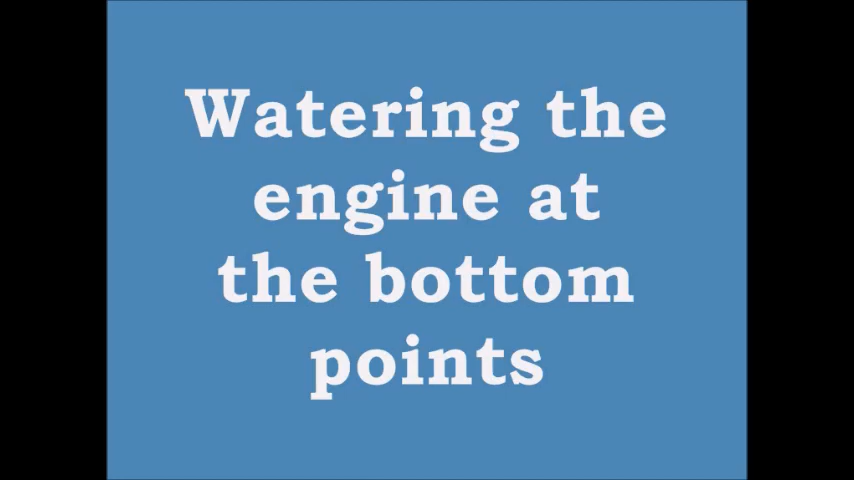 Watering the
engine at
the bottom
points